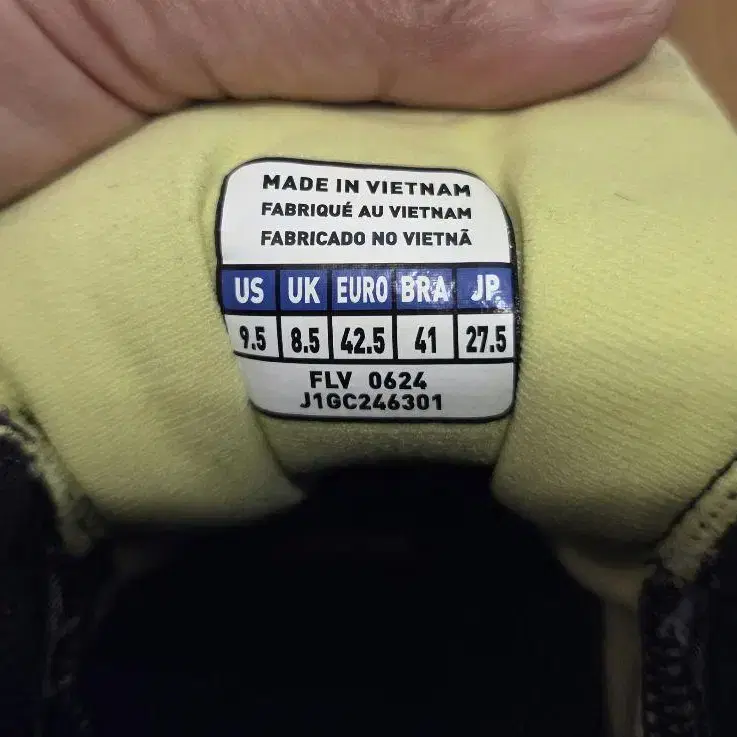 MADE IN VIETNAM
FABRIQUÉ AU VIETNAM
FABRICADO NO VIETNÃ
US UK EURO BRA JP
9.5 8.5 42.5 41 27.5
FLV 0624
J1GC246301